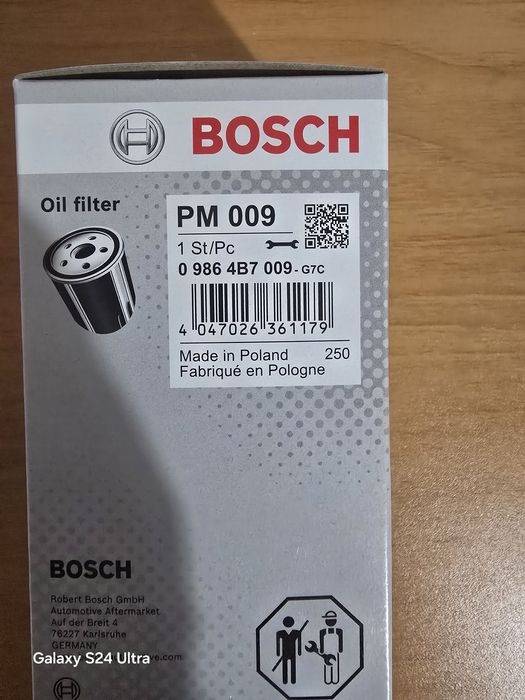 BOSCH
Oil filter
PM 009
1 St/Pc
0 986 4B7 009-G7C
4 047026 361179
Made in Poland 250
Fabriqué en Pologne
BOSCH
Robert Bosch GmbH
Automotive Aftermarket
Auf der Breit 4
76227 Karlsruhe
GERMANY
Galaxy S24 Ultra